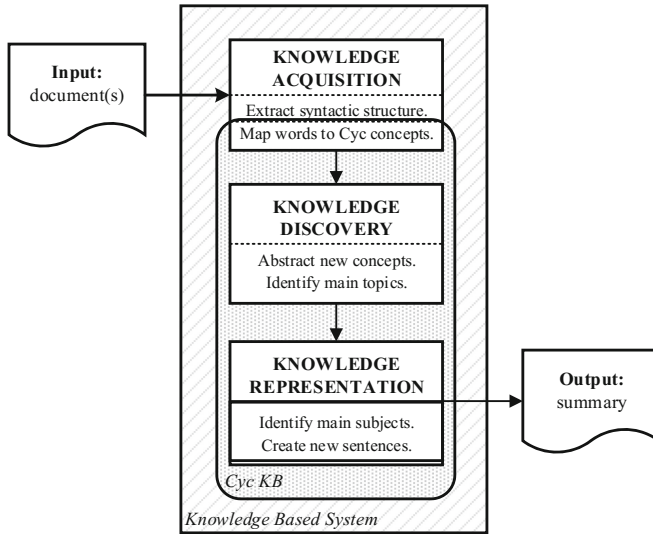 Input:
document(s)
KNOWLEDGE
ACQUISITION
Extract syntactic structure.
Map words to Cyc concepts.
KNOWLEDGE
DISCOVERY
Abstract new concepts.
Identify main topics.
KNOWLEDGE
REPRESENTATION
Identify main subjects.
Create new sentences.
Output:
summary
Cyc KB
Knowledge Based System